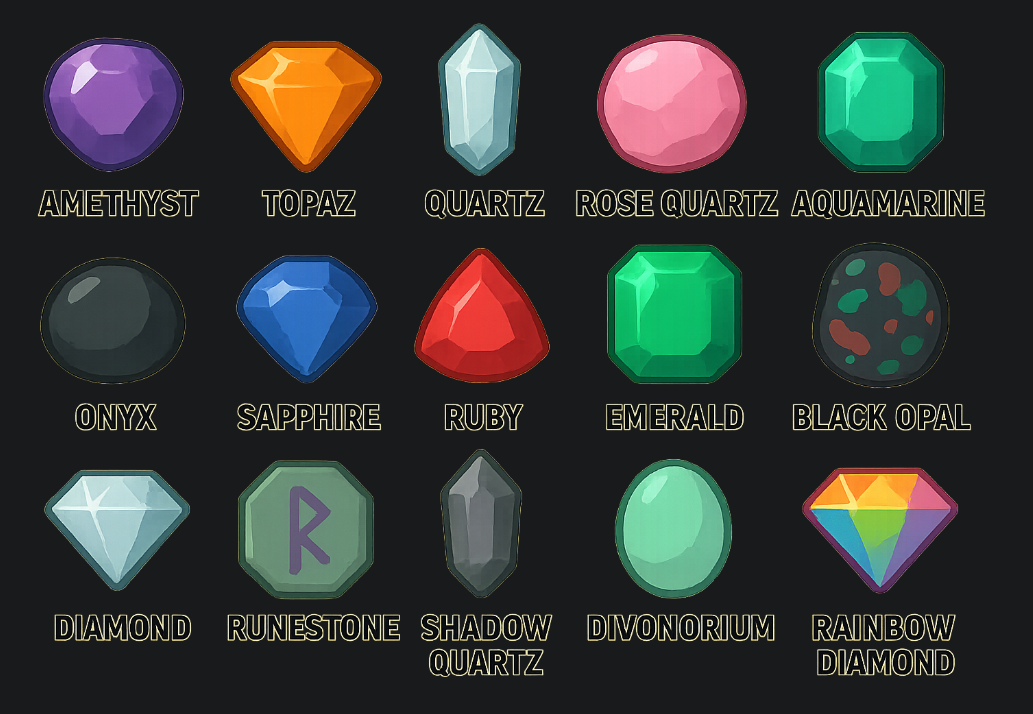 AMETHYST
TOPAZ
QUARTZ
ROSE QUARTZ
AQUAMARINE
ONYX
SAPPHIRE
RUBY
EMERALD
BLACK OPAL
DIAMOND
ᚱ
RUNESTONE
SHADOW
QUARTZ
DIVONORIUM
RAINBOW
DIAMOND